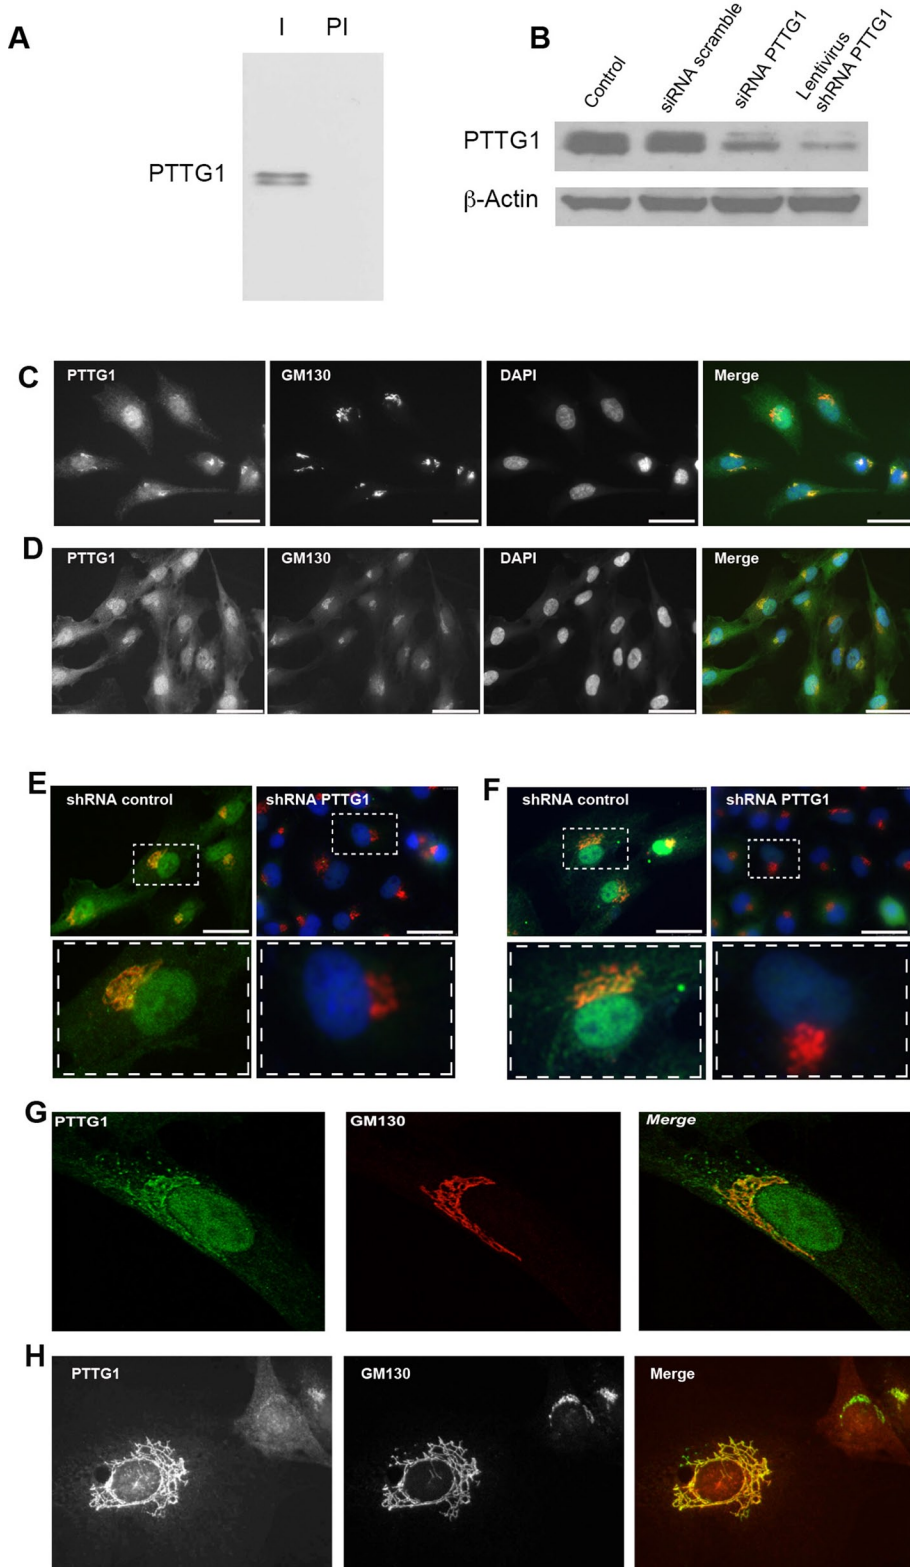 A
I PI
PTTG1
B
Control
siRNA scramble
siRNA PTTG1
Lentivirus
shRNA PTTG1
PTTG1
β-Actin
C
PTTG1
GM130
DAPI
Merge
D
PTTG1
GM130
DAPI
Merge
E
shRNA control
shRNA PTTG1
F
shRNA control
shRNA PTTG1
G
PTTG1
GM130
Merge
H
PTTG1
GM130
Merge